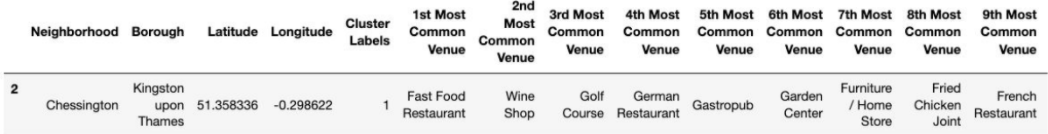 Neighborhood Borough Latitude Longitude Cluster Labels 1st Most Common Venue 2nd Most Common Venue 3rd Most Common Venue 4th Most Common Venue 5th Most Common Venue 6th Most Common Venue 7th Most Common Venue 8th Most Common Venue 9th Most Common Venue
2 Chessington Kingston upon Thames 51.358336 -0.298622 1 Fast Food Restaurant Wine Shop Golf Course German Restaurant Gastropub Garden Center Furniture / Home Store Fried Chicken Joint French Restaurant